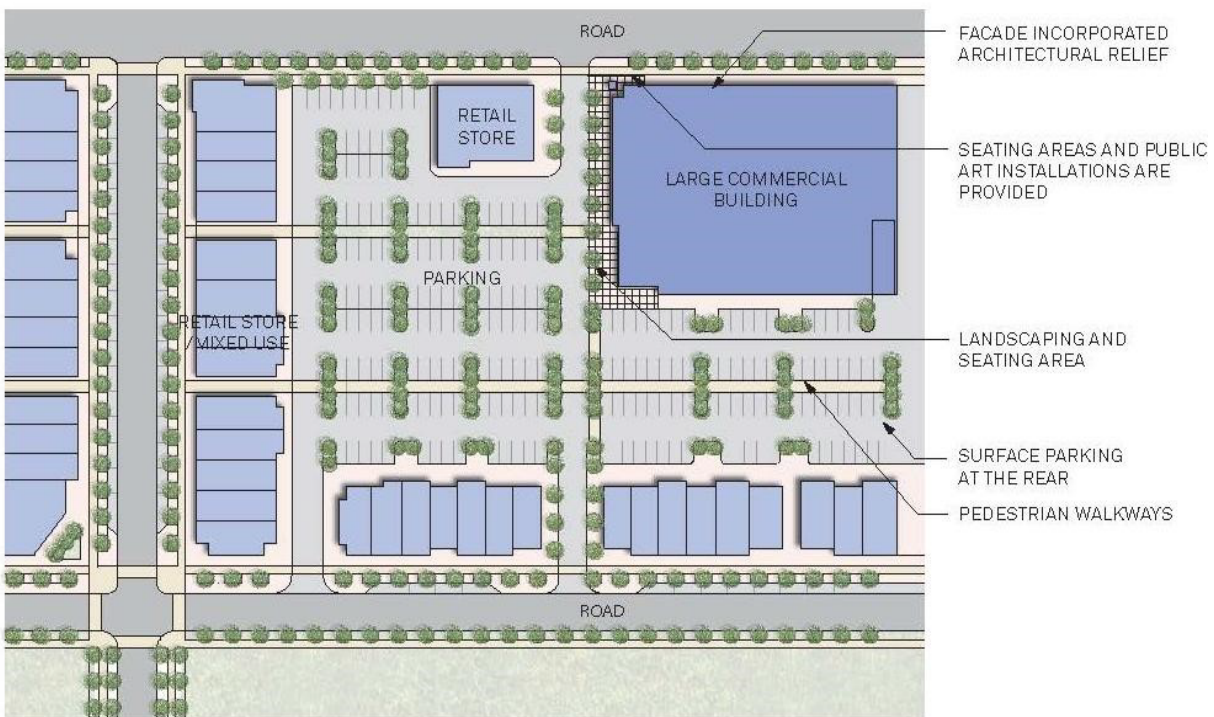 ROAD
FACADE INCORPORATED
ARCHITECTURAL RELIEF
RETAIL
STORE
SEATING AREAS AND PUBLIC
ART INSTALLATIONS ARE
PROVIDED
LARGE COMMERCIAL
BUILDING
PARKING
RETAIL STORE
/MIXED USE
LANDSCAPING AND
SEATING AREA
SURFACE PARKING
AT THE REAR
PEDESTRIAN WALKWAYS
ROAD